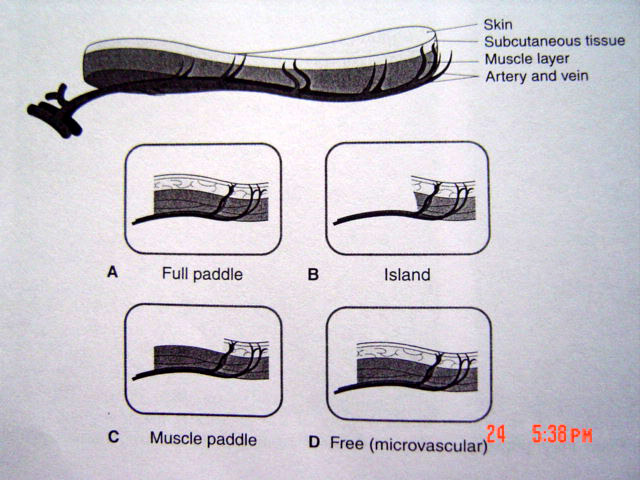 Skin
Subcutaneous tissue
Muscle layer
Artery and vein
A Full paddle
B Island
C Muscle paddle
D Free (microvascular)
24 5:38 PM